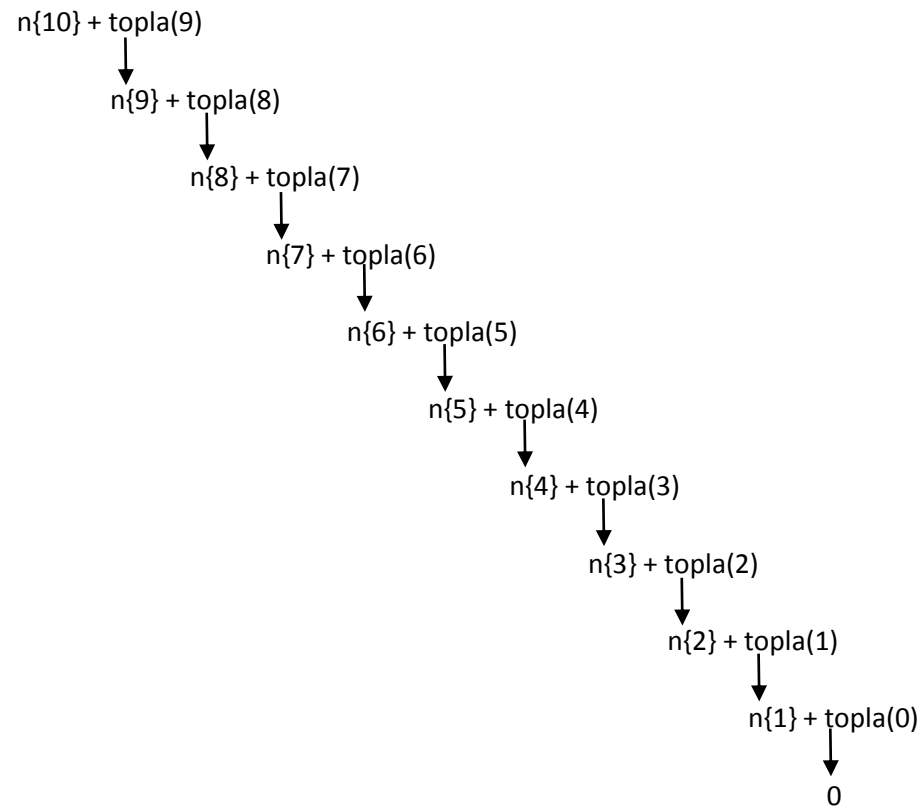 n{10} + topla(9)
n{9} + topla(8)
n{8} + topla(7)
n{7} + topla(6)
n{6} + topla(5)
n{5} + topla(4)
n{4} + topla(3)
n{3} + topla(2)
n{2} + topla(1)
n{1} + topla(0)
0